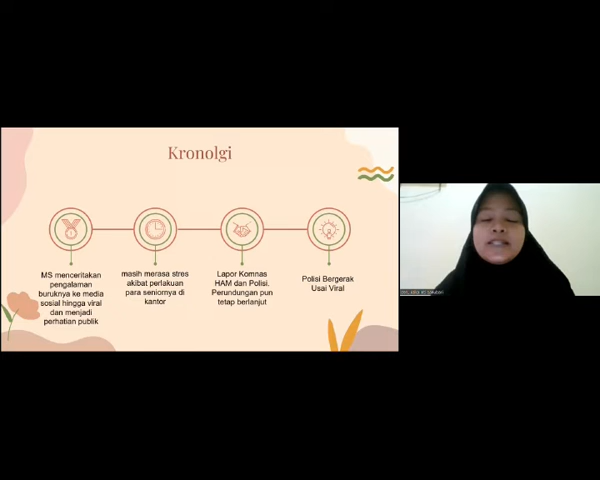 Kronolgi
MS menceritakan
pengalaman
buruknya ke media
sosial hingga viral
dan menjadi
perhatian publik
masih merasa stres
akibat perlakuan
para seniornya di
kantor
Lapor Komnas
HAM dan Polisi.
Perundungan pun
tetap berlanjut
Polisi Bergerak
Usai Viral